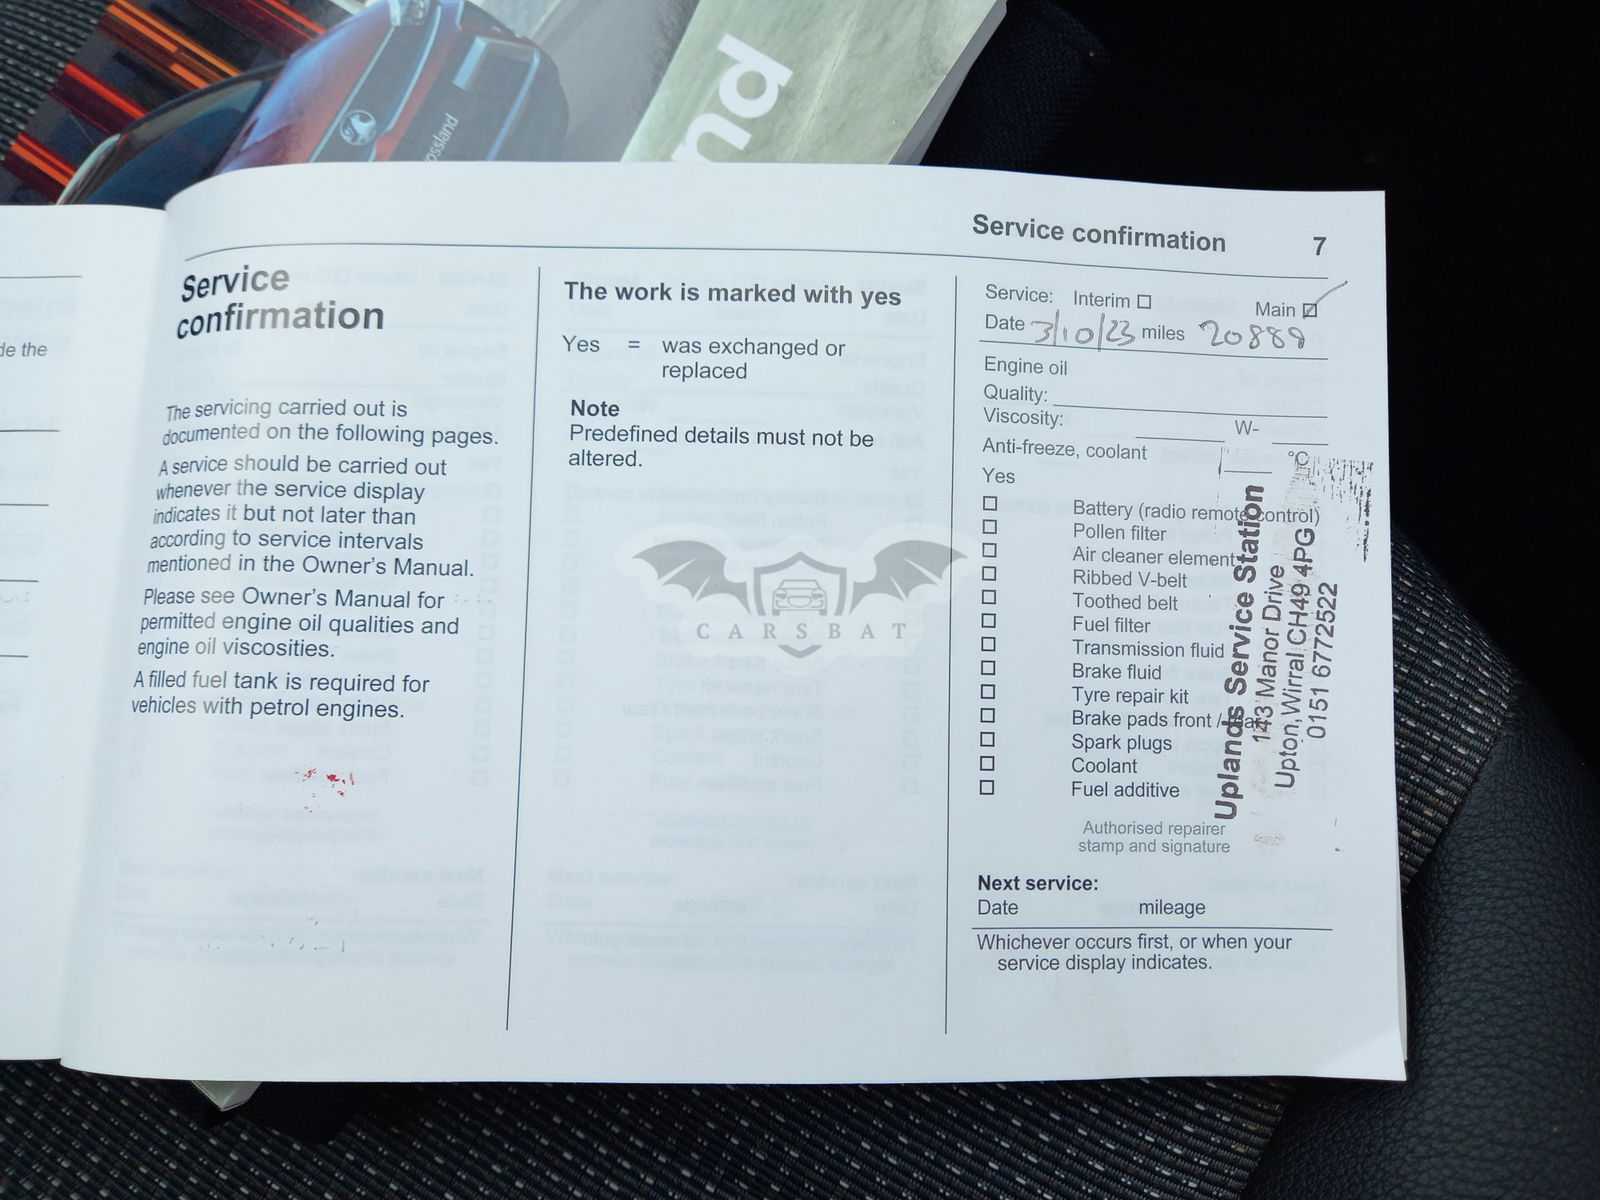 ossland
nd
de the
Service confirmation 7
Service
confirmation
The servicing carried out is
documented on the following pages.
A service should be carried out
whenever the service display
indicates it but not later than
according to service intervals
mentioned in the Owner's Manual.
Please see Owner's Manual for
permitted engine oil qualities and
engine oil viscosities.
A filled fuel tank is required for
vehicles with petrol engines.
The work is marked with yes
Yes = was exchanged or
replaced
Note
Predefined details must not be
altered.
CARSBAT
Service: Interim Main
Date 3/10/23 miles 20889
Engine oil
Quality:
Viscosity: W-
Anti-freeze, coolant °C
Yes
Battery (radio remote control)
Pollen filter
Air cleaner element
Ribbed V-belt
Toothed belt
Fuel filter
Transmission fluid
Brake fluid
Tyre repair kit
Brake pads front / rear
Spark plugs
Coolant
Fuel additive
Uplands Service Station
143 Manor Drive
Upton,Wirral,CH49 4PG
0151 6772522
Authorised repairer
stamp and signature
Next service:
Date mileage
Whichever occurs first, or when your
service display indicates.